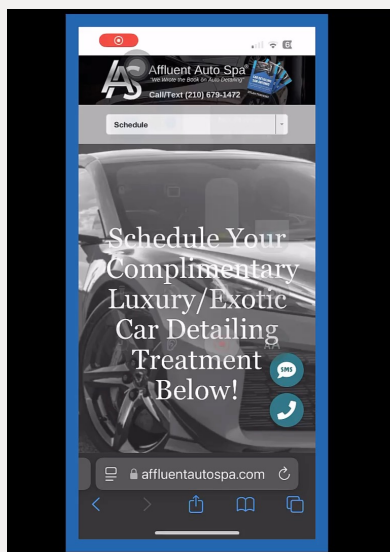 Affluent Auto Spa
"We Wrote the Book on Auto Detailing"
Call/Text (210) 679-1472
Schedule
Schedule Your
Complimentary
Luxury/Exotic
Car Detailing
Treatment
Below!
SMS
affluentautospa.com